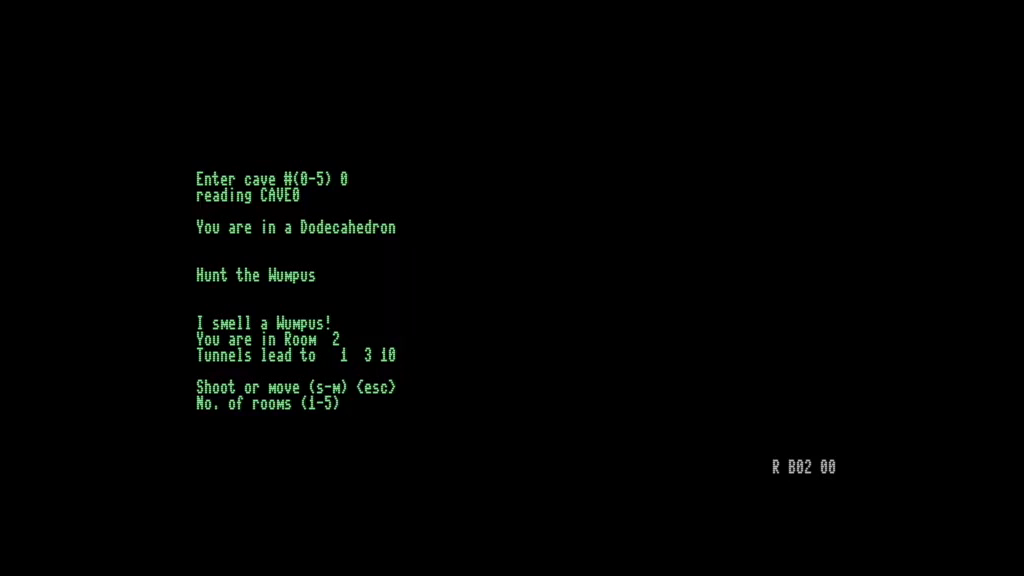 Enter cave #(0-5) 0
reading CAVE0
You are in a Dodecahedron
Hunt the Wumpus
I smell a Wumpus!
You are in Room  2
Tunnels lead to   1  3 10
Shoot or move (s-m) {esc}
No. of rooms (1-5)
R B02 00